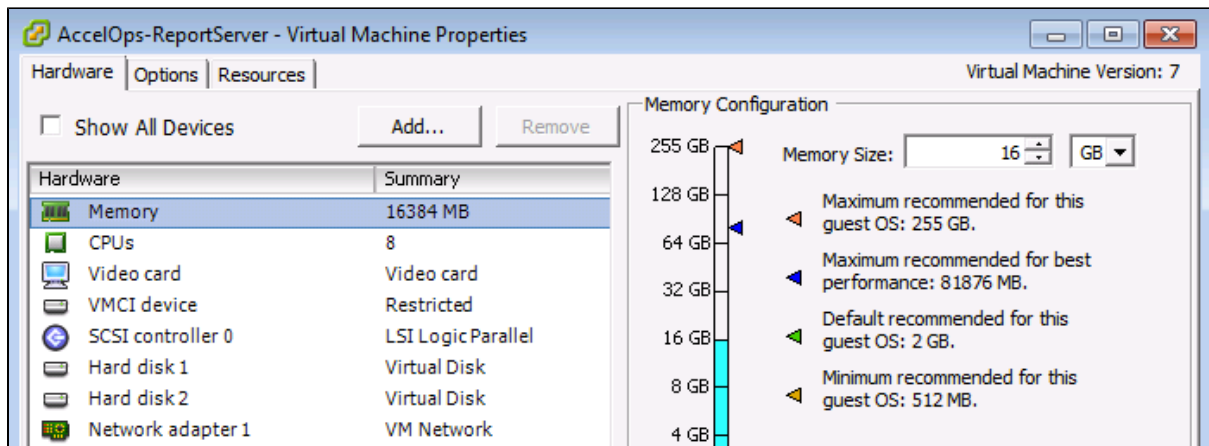 AccelOps-ReportServer - Virtual Machine Properties
Hardware Options Resources
Virtual Machine Version: 7
Show All Devices
Add...
Remove
Hardware Summary
Memory 16384 MB
CPUs 8
Video card Video card
VMCI device Restricted
SCSI controller 0 LSI Logic Parallel
Hard disk 1 Virtual Disk
Hard disk 2 Virtual Disk
Network adapter 1 VM Network
Memory Configuration
255 GB
128 GB
64 GB
32 GB
16 GB
8 GB
4 GB
Memory Size: 16 GB
Maximum recommended for this
guest OS: 255 GB.
Maximum recommended for best
performance: 81876 MB.
Default recommended for this
guest OS: 2 GB.
Minimum recommended for this
guest OS: 512 MB.